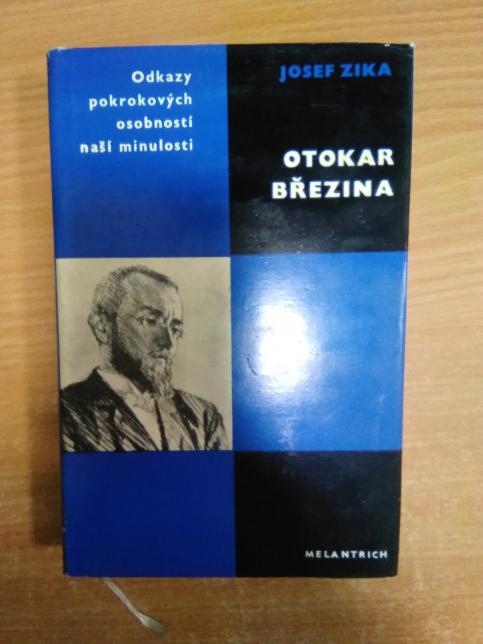 Odkazy
pokrokových
osobností
naší minulosti
JOSEF ZIKA
OTOKAR
BŘEZINA
MELANTRICH